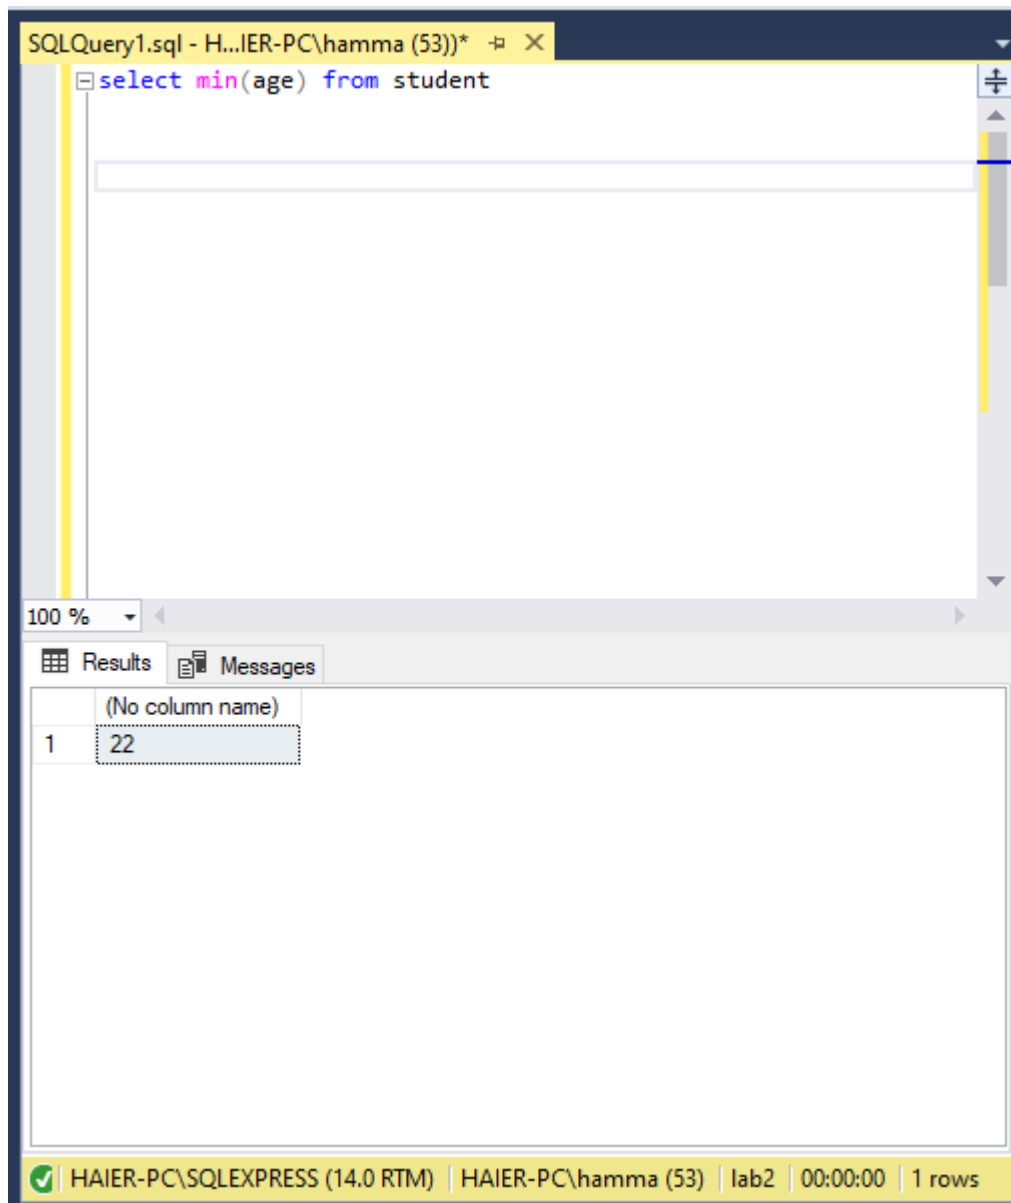 SQLQuery1.sql - H...IER-PC\hamma (53))*
select min(age) from student
100 %
Results Messages
(No column name)
1 22
HAIER-PC\SQLEXPRESS (14.0 RTM) HAIER-PC\hamma (53) lab2 00:00:00 1 rows